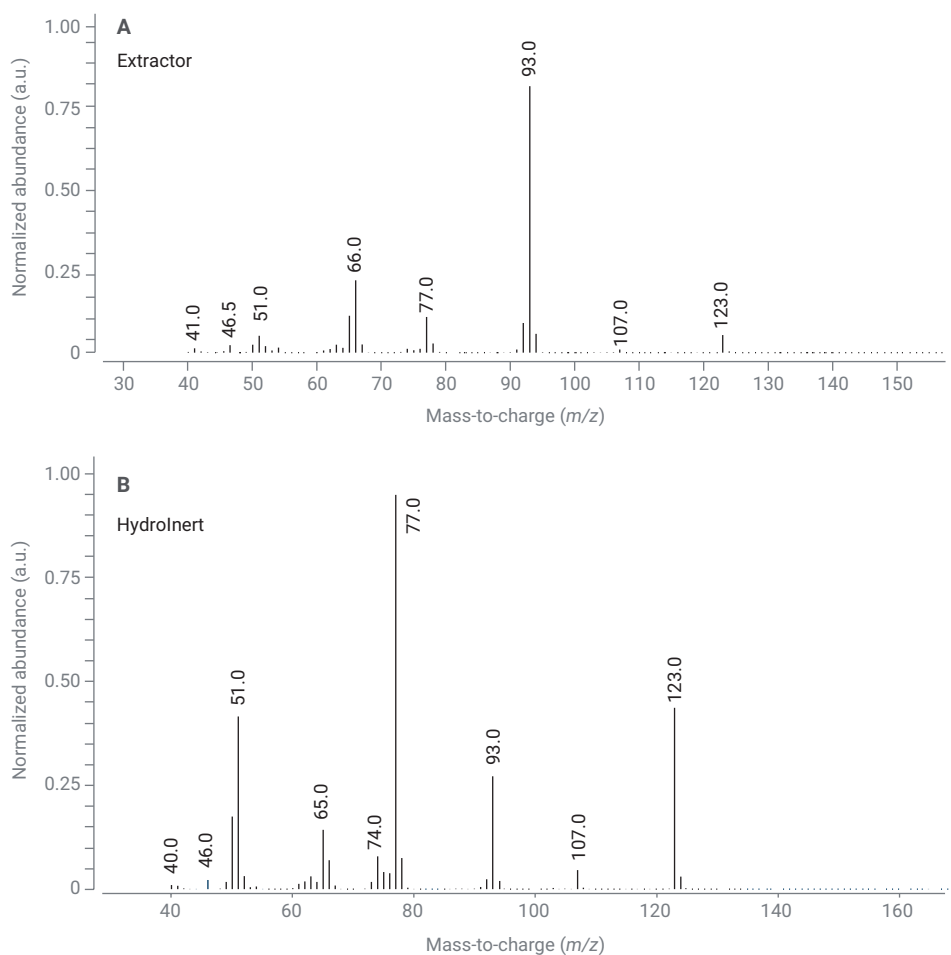 A
Extractor
Normalized abundance (a.u.)
1.00
0.75
0.50
0.25
0
41.0
46.5
51.0
66.0
77.0
93.0
107.0
123.0
30 40 50 60 70 80 90 100 110 120 130 140 150
Mass-to-charge (m/z)
B
HydroInert
Normalized abundance (a.u.)
1.00
0.75
0.50
0.25
0
40.0
46.0
51.0
65.0
74.0
77.0
93.0
107.0
123.0
40 60 80 100 120 140 160
Mass-to-charge (m/z)